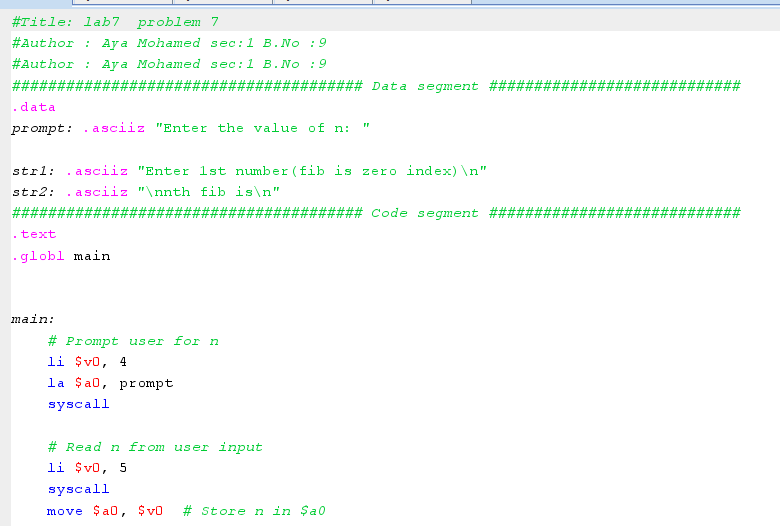 #Title: lab7  problem 7
#Author : Aya Mohamed sec:1 B.No :9
#Author : Aya Mohamed sec:1 B.No :9
####################################### Data segment ############################
.data
prompt: .asciiz "Enter the value of n: "
str1: .asciiz "Enter 1st number(fib is zero index)\n"
str2: .asciiz "\nnth fib is\n"
####################################### Code segment ############################
.text
.globl main
main:
    # Prompt user for n
    li $v0, 4
    la $a0, prompt
    syscall
    # Read n from user input
    li $v0, 5
    syscall
    move $a0, $v0  # Store n in $a0